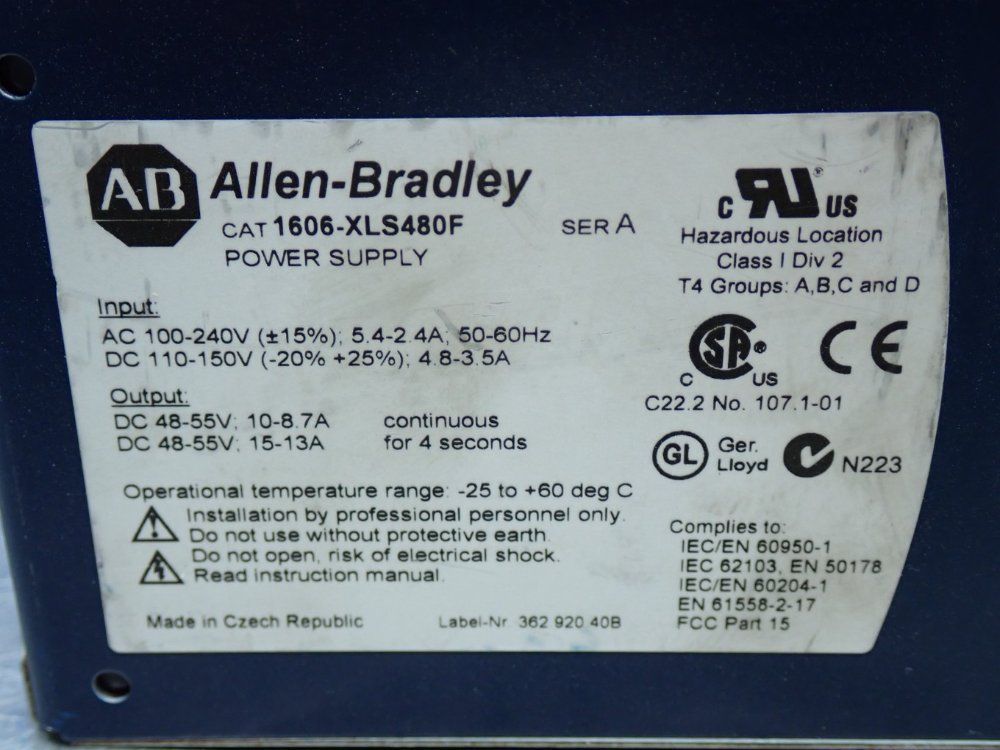 AB Allen-Bradley
CAT 1606-XLS480F SER A
POWER SUPPLY
Input:
AC 100-240V (±15%); 5.4-2.4A; 50-60Hz
DC 110-150V (-20% +25%); 4.8-3.5A
Output:
DC 48-55V; 10-8.7A continuous
DC 48-55V; 15-13A for 4 seconds
Operational temperature range: -25 to +60 deg C
Installation by professional personnel only.
Do not use without protective earth.
Do not open, risk of electrical shock.
Read instruction manual.
Made in Czech Republic Label-Nr 362 920 40B
C RU US
Hazardous Location
Class I Div 2
T4 Groups: A,B,C and D
C SA US CE
C22.2 No. 107.1-01
GL Ger. Lloyd N223
Complies to:
IEC/EN 60950-1
IEC 62103, EN 50178
IEC/EN 60204-1
EN 61558-2-17
FCC Part 15